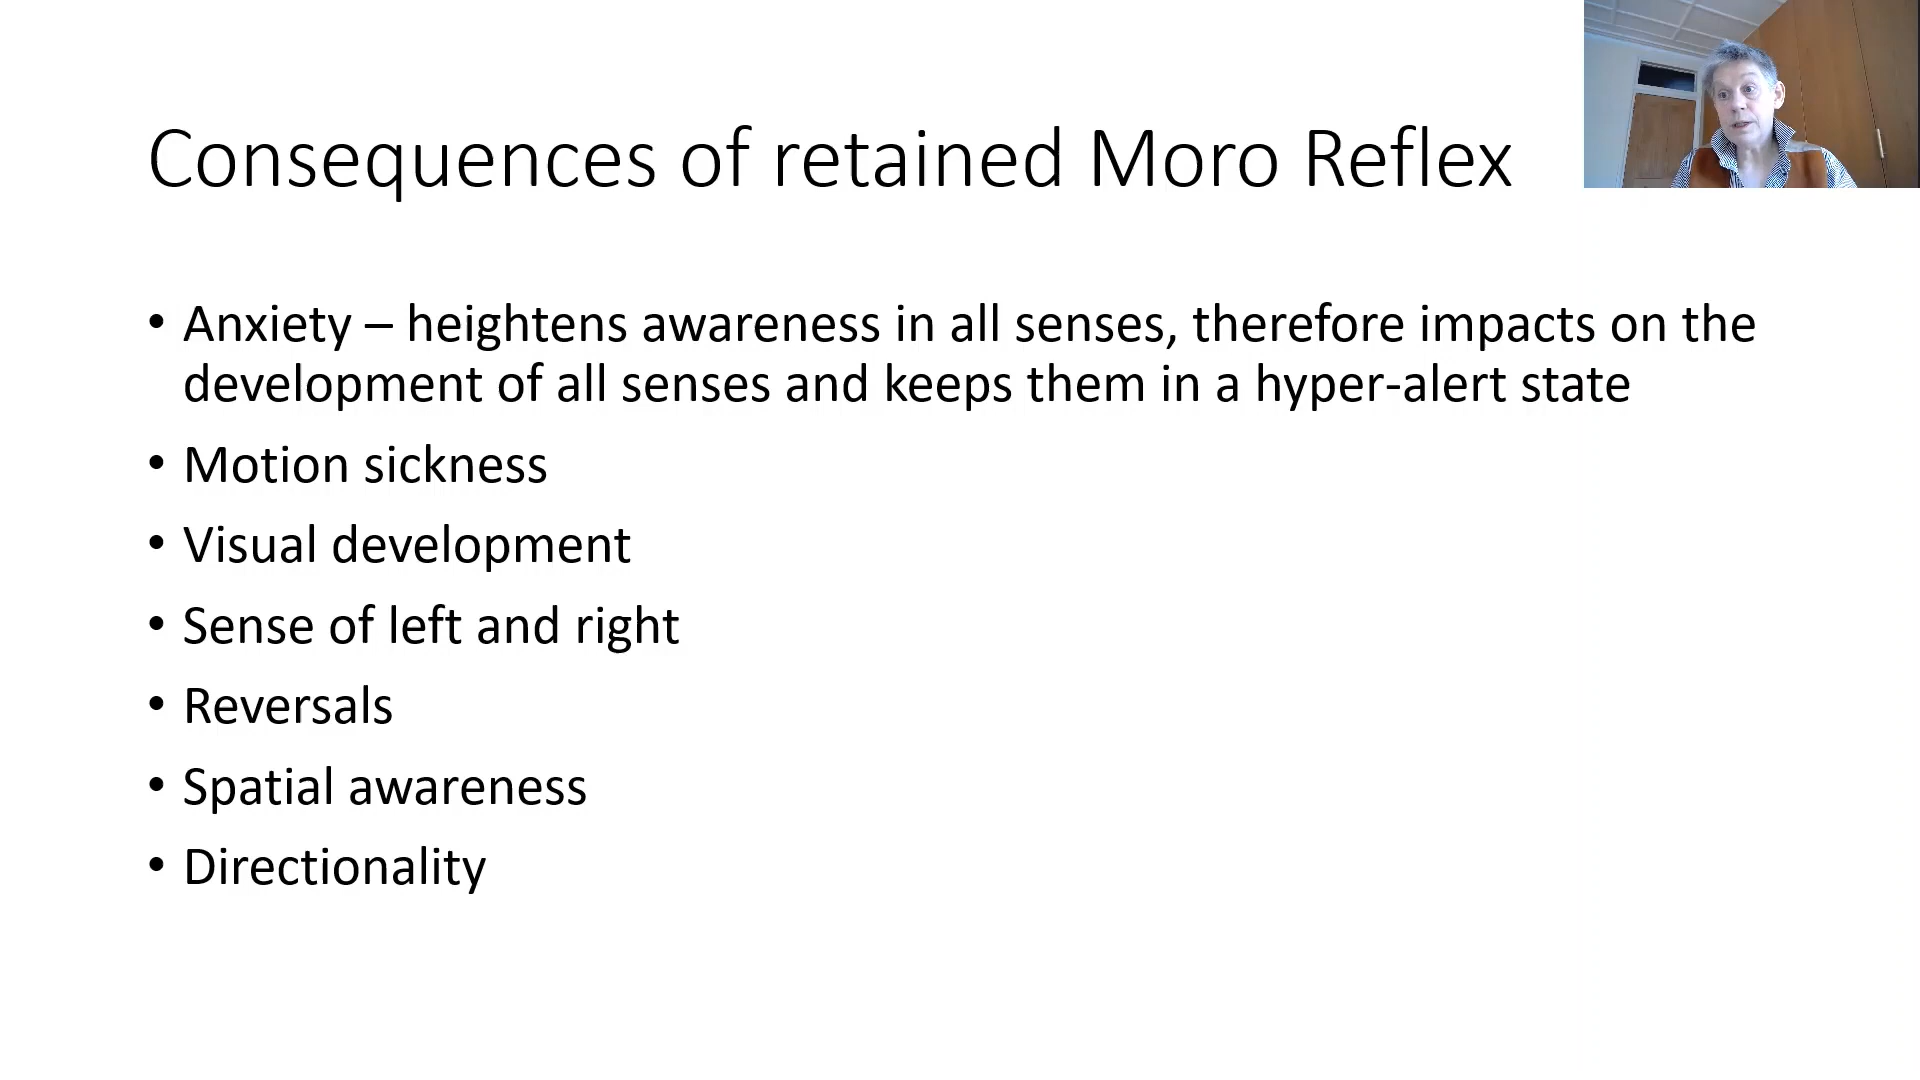 Consequences of retained Moro Reflex
• Anxiety – heightens awareness in all senses, therefore impacts on the
development of all senses and keeps them in a hyper-alert state
• Motion sickness
• Visual development
• Sense of left and right
• Reversals
• Spatial awareness
• Directionality